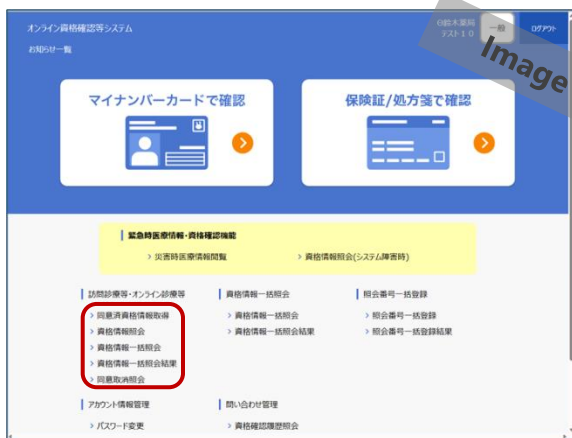 オンライン資格確認等システム
鈴木薬局
テスト10
一般
ログアウト
お知らせ一覧
Image
マイナンバーカードで確認
保険証/処方箋で確認
緊急時医療情報・資格確認機能
災害時医療情報閲覧
資格情報照会(システム障害時)
訪問診療等・オンライン診療等
資格情報一括照会
照会番号一括登録
同意済資格情報取得
資格情報一括照会
照会番号一括登録
資格情報照会
資格情報一括照会結果
照会番号一括登録結果
資格情報一括照会
資格情報一括照会結果
同意取消照会
アカウント情報管理
問い合わせ管理
パスワード変更
資格確認履歴照会